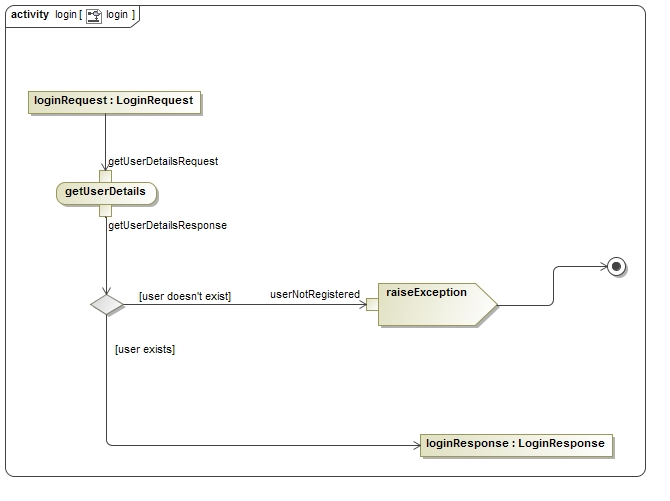 activity login [ login ]
loginRequest : LoginRequest
getUserDetailsRequest
getUserDetails
getUserDetailsResponse
[user doesn't exist]
userNotRegistered
raiseException
[user exists]
loginResponse : LoginResponse